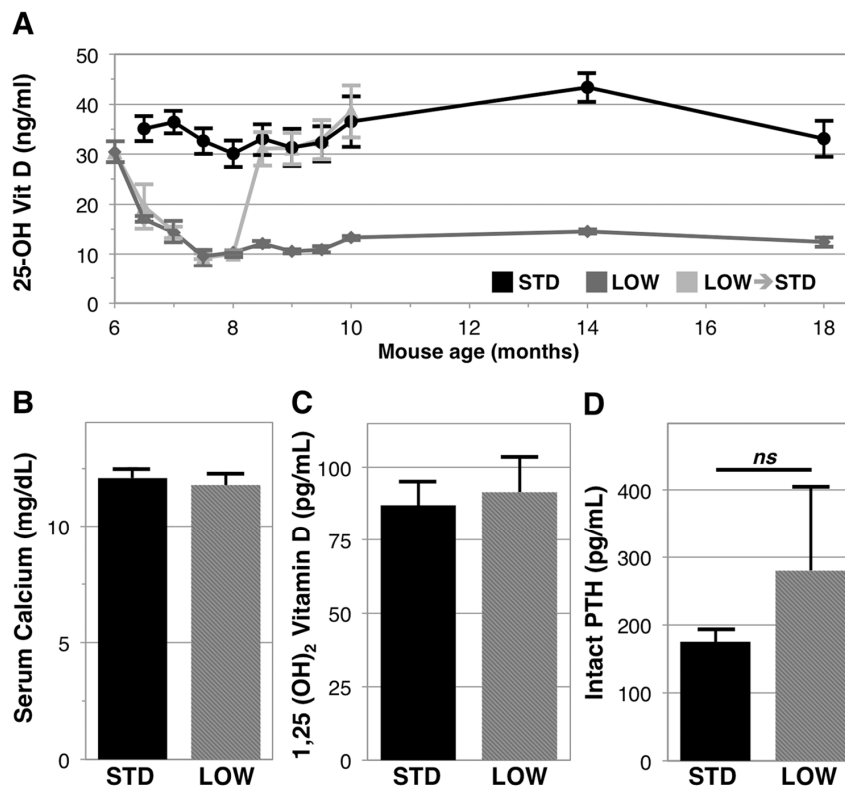 A
25-OH Vit D (ng/ml)
50
40
30
20
10
0
STD LOW LOW→STD
6 8 10 12 14 16 18
Mouse age (months)
B
Serum Calcium (mg/dL)
10
5
0
STD LOW
C
1,25 (OH)₂ Vitamin D (pg/mL)
100
75
50
25
0
STD LOW
D
Intact PTH (pg/mL)
ns
400
300
200
100
0
STD LOW